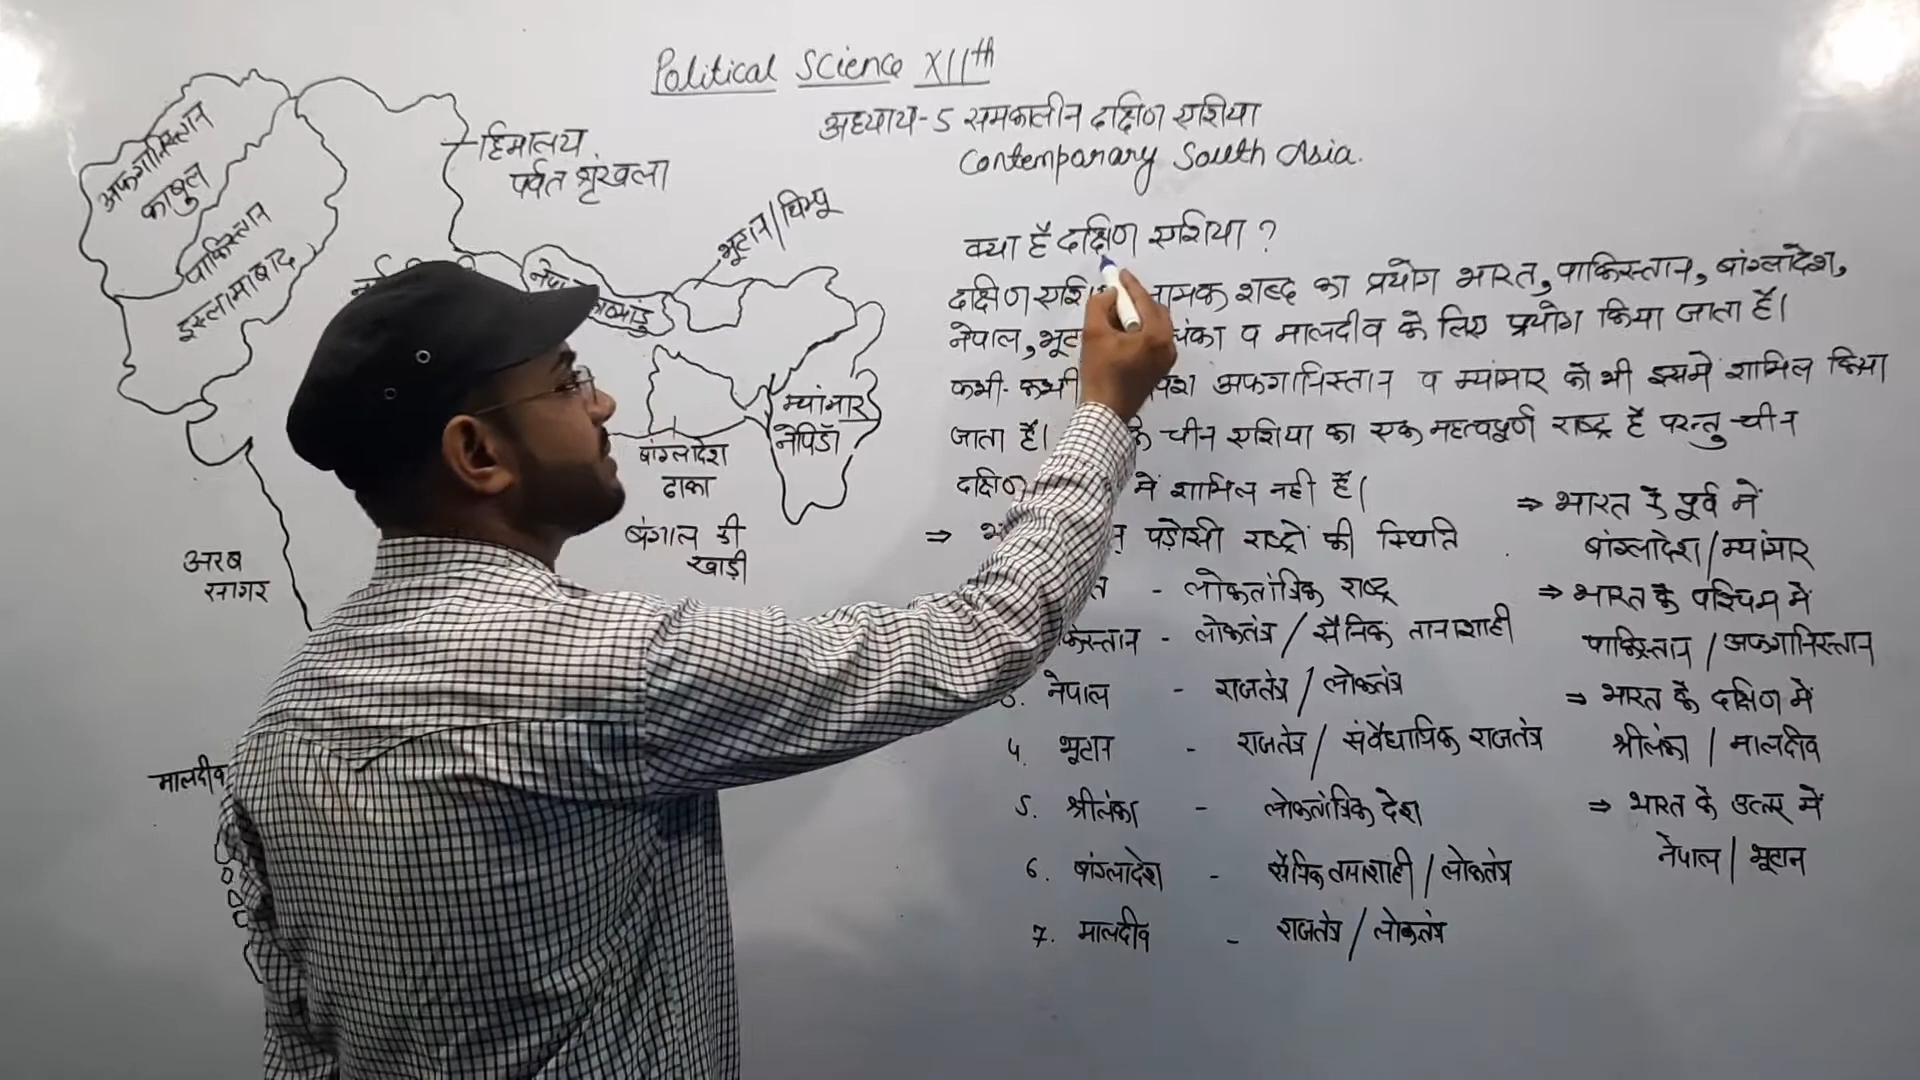 Political Science XIIth
अध्याय-5 समकालीन दक्षिण एशिया
Contemparary South Asia.
क्या है दक्षिण एशिया ?
दक्षिण एशि नामक शब्द का प्रयोग भारत, पाकिस्तान, बांग्लादेश,
नेपाल, भूट लंका व मालदीव के लिए प्रयोग किया जाता है।
कभी-कभी अफगानिस्तान व म्यांमार को भी इसमें शामिल किया
जाता है। चीन एशिया का एक महत्वपूर्ण राष्ट्र है परन्तु चीन
दक्षिण में शामिल नही है।
⇒ पड़ोसी राष्ट्रों की स्थिति
त - लोकतांत्रिक राष्ट्र
किस्तान - लोकतंत्र / सैनिक तानाशाही
3. नेपाल - राजतंत्र / लोकतंत्र
4. भूटान - राजतंत्र / संवैधानिक राजतंत्र
5. श्रीलंका - लोकतांत्रिक देश
6. बांग्लादेश - सैनिक तानाशाही / लोकतंत्र
7. मालदीव - राजतंत्र / लोकतंत्र
⇒ भारत के पूर्व में
बांग्लादेश / म्यांमार
⇒ भारत के पश्चिम में
पाकिस्तान / अफगानिस्तान
⇒ भारत के दक्षिण में
श्रीलंका / मालदीव
⇒ भारत के उत्तर में
नेपाल / भूटान
अफगानिस्तान
काबुल
पाकिस्तान
इस्लामाबाद
हिमालय
पर्वत श्रृंखला
भूटान / थिम्पू
नेपा
ठमांडु
म्यांमार
नेपिडॉ
बांग्लादेश
ढाका
बंगाल की
खाड़ी
अरब
सागर
मालदीव